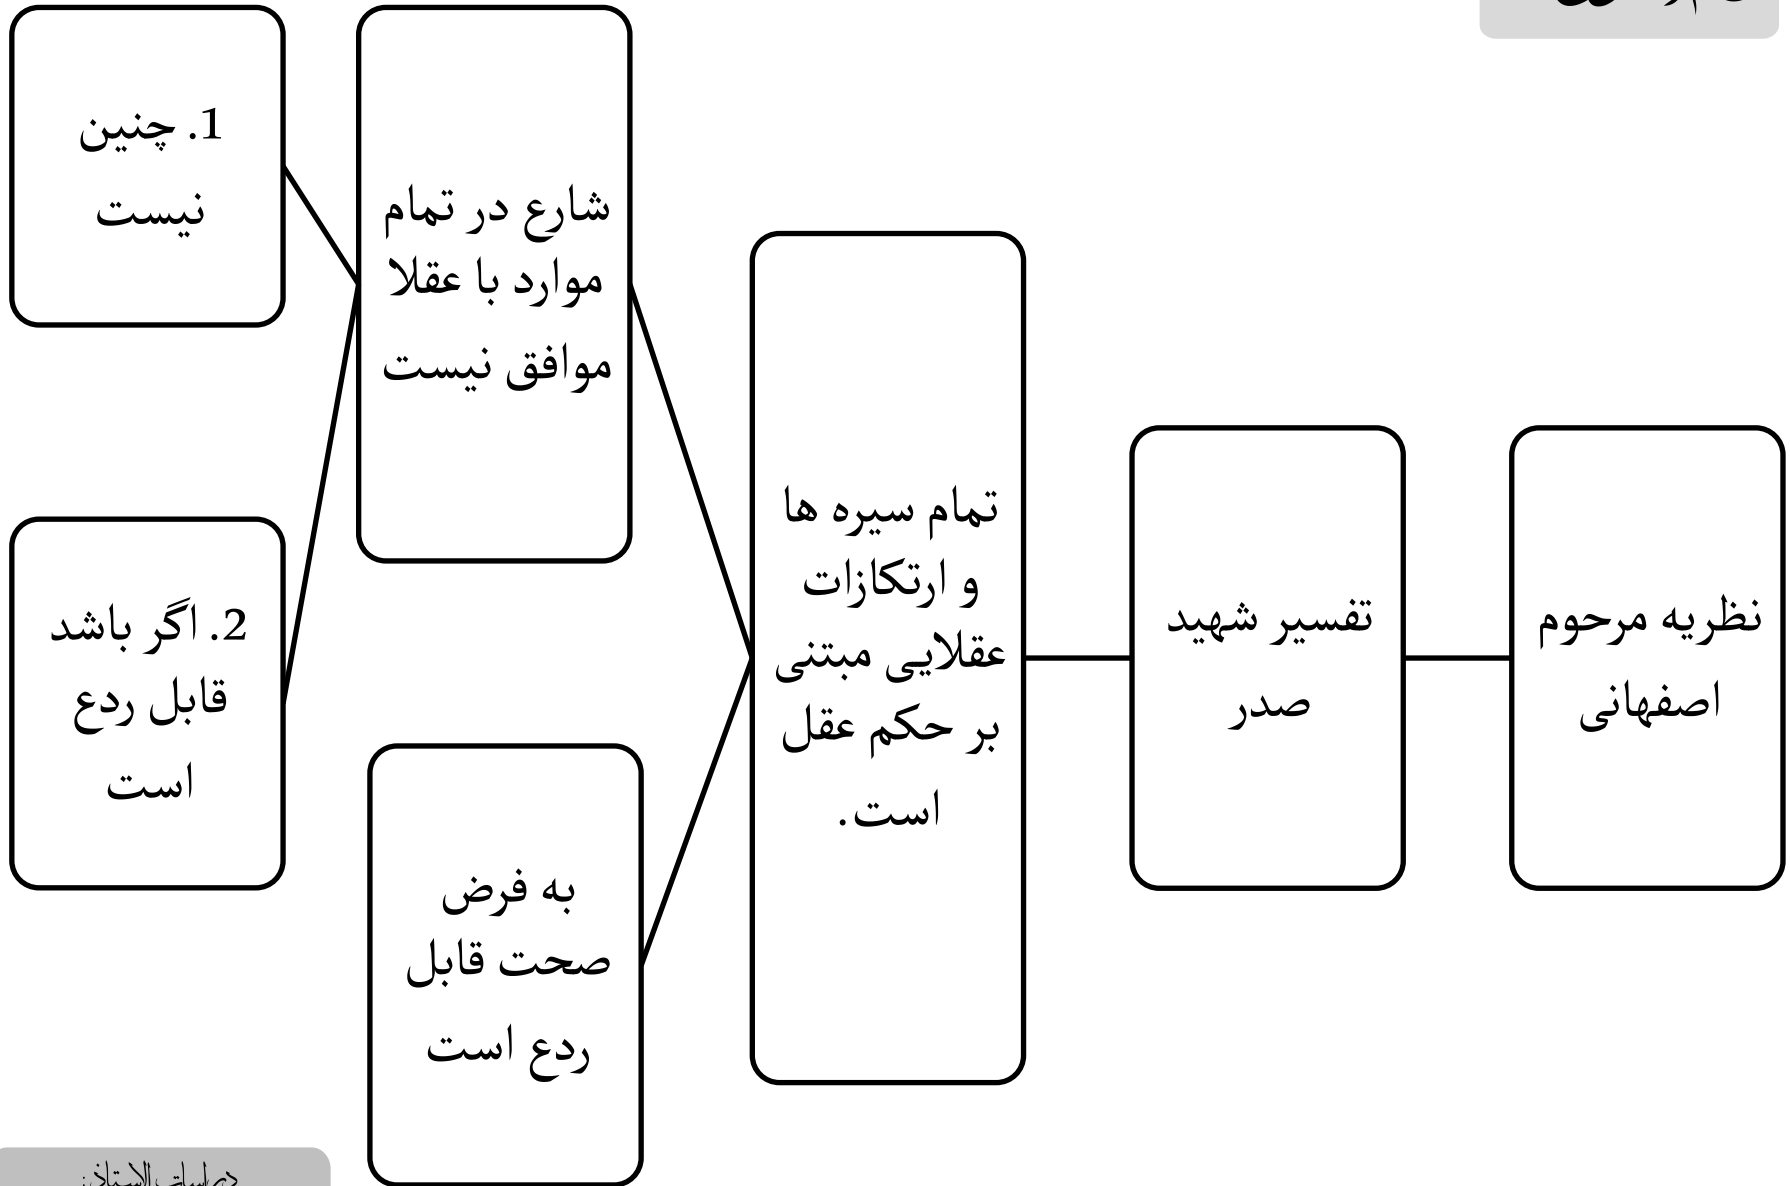 نظریه مرحوم
اصفهانی
تفسیر شهید
صدر
تمام سیره ها
و ارتکازات
عقلایی مبتنی
بر حکم عقل
است.
شارع در تمام
موارد با عقلا
موافق نیست
1. چنین
نیست
2. اگر باشد
قابل ردع
است
به فرض
صحت قابل
ردع است
دراسات الاستاذ: